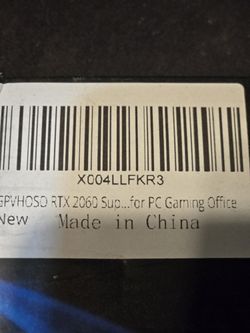 X004LLFKR3
GPVHOSO RTX 2060 Sup...for PC Gaming Office
New
Made in China